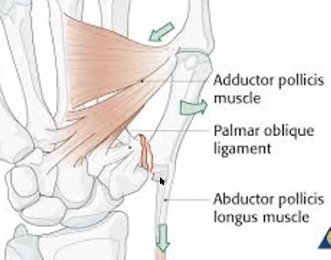 Adductor pollicis
muscle
Palmar oblique
ligament
Abductor pollicis
longus muscle